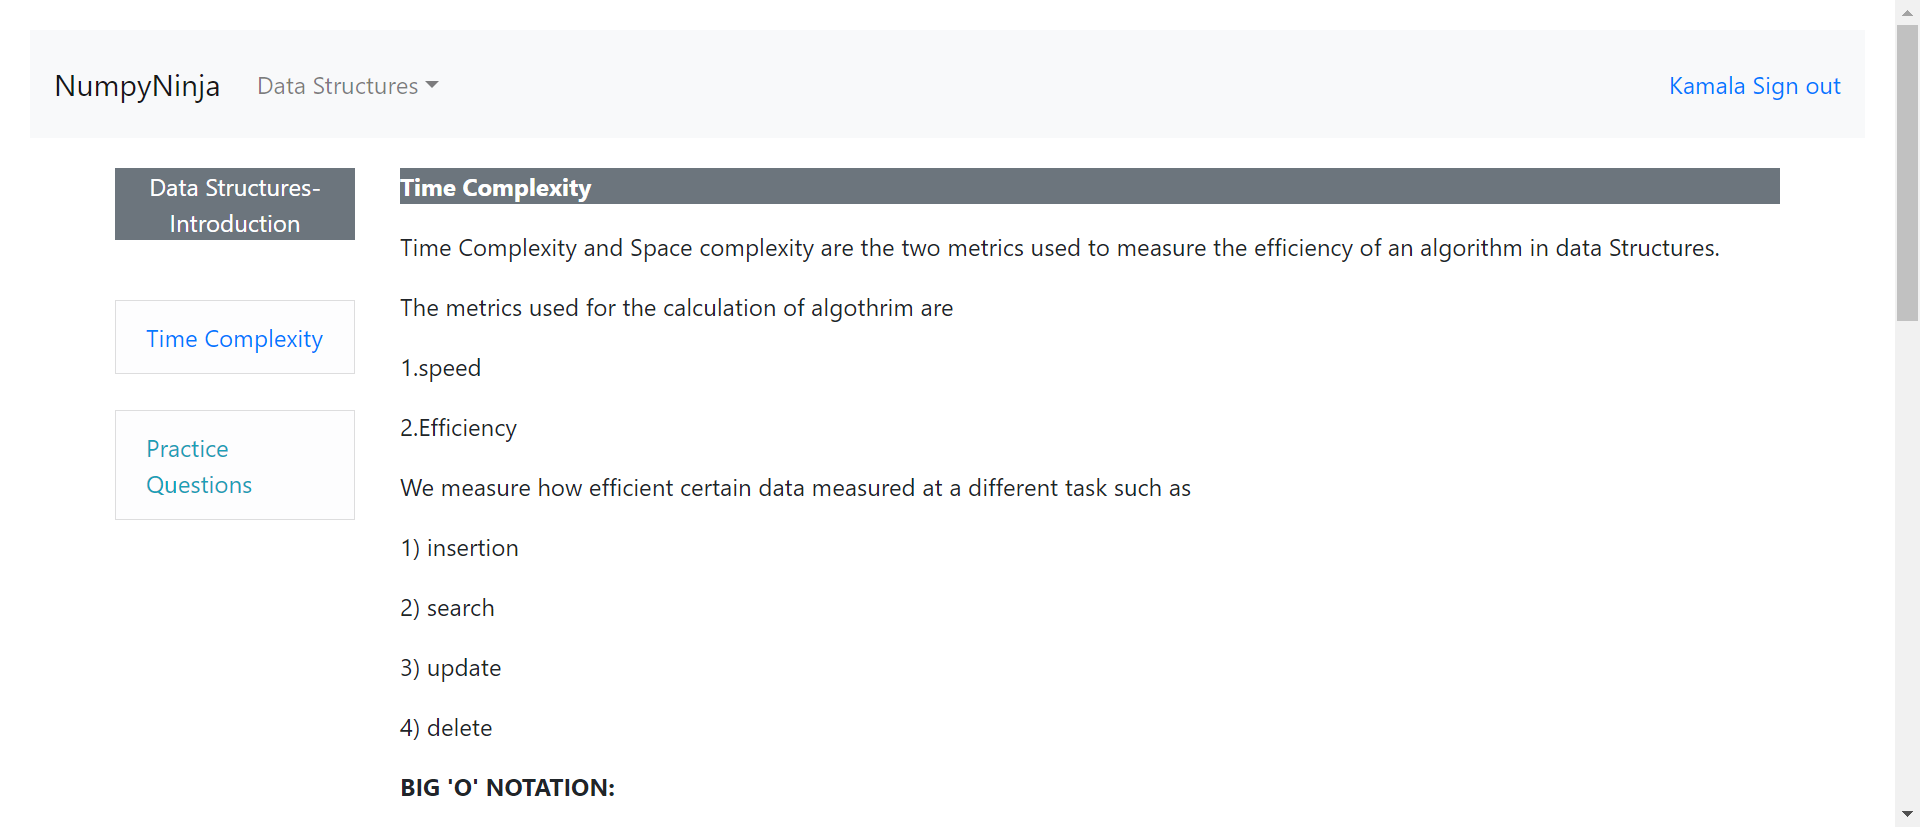 NumpyNinja Data Structures Kamala Sign out
Data Structures-
Introduction
Time Complexity
Practice
Questions
Time Complexity
Time Complexity and Space complexity are the two metrics used to measure the efficiency of an algorithm in data Structures.
The metrics used for the calculation of algothrim are
1.speed
2.Efficiency
We measure how efficient certain data measured at a different task such as
1) insertion
2) search
3) update
4) delete
BIG 'O' NOTATION: